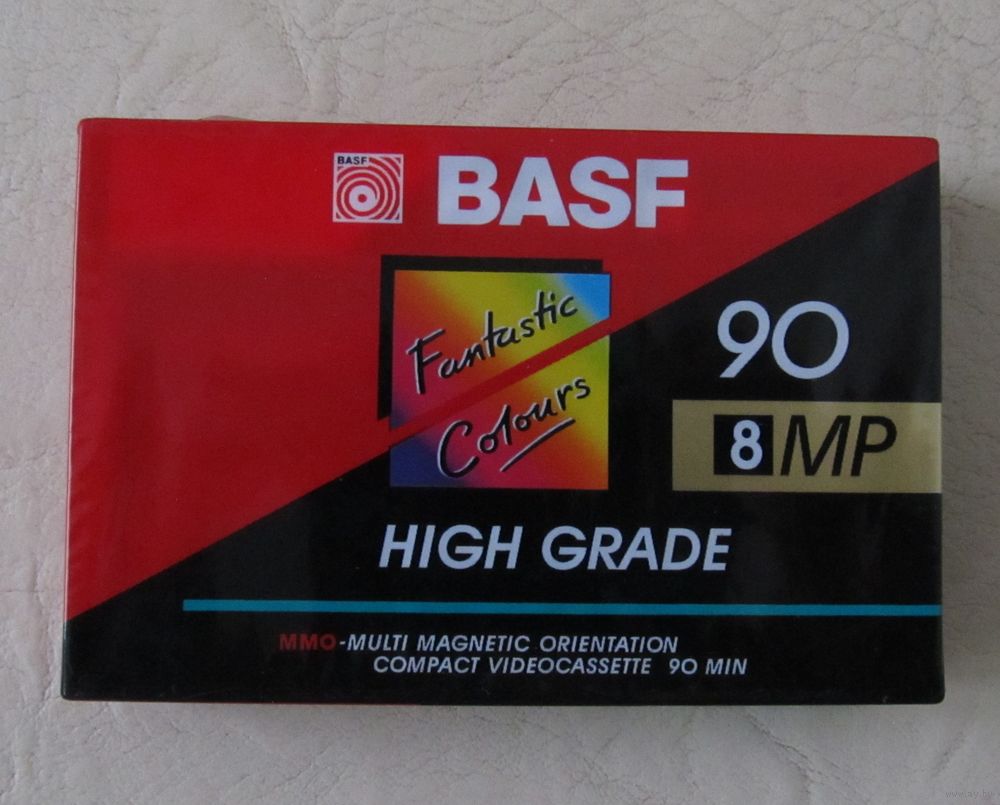 BASF
BASF
Fantastic
Colours
90
8 MP
HIGH GRADE
MMO-MULTI MAGNETIC ORIENTATION
COMPACT VIDEOCASSETTE 90 MIN